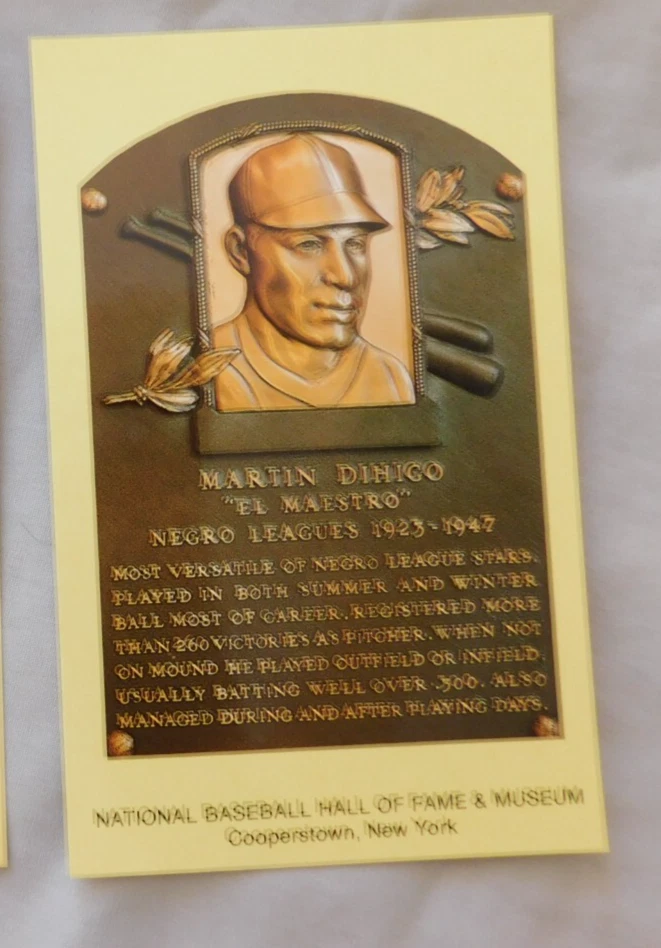 MARTIN DIHIGO
"EL MAESTRO"
NEGRO LEAGUES 1923-1947
MOST VERSATILE OF NEGRO LEAGUE STARS.
PLAYED IN BOTH SUMMER AND WINTER
BALL MOST OF CAREER. REGISTERED MORE
THAN 260 VICTORIES AS PITCHER. WHEN NOT
ON MOUND HE PLAYED OUTFIELD OR INFIELD,
USUALLY BATTING WELL OVER .300. ALSO
MANAGED DURING AND AFTER PLAYING DAYS.
NATIONAL BASEBALL HALL OF FAME & MUSEUM
Cooperstown, New York